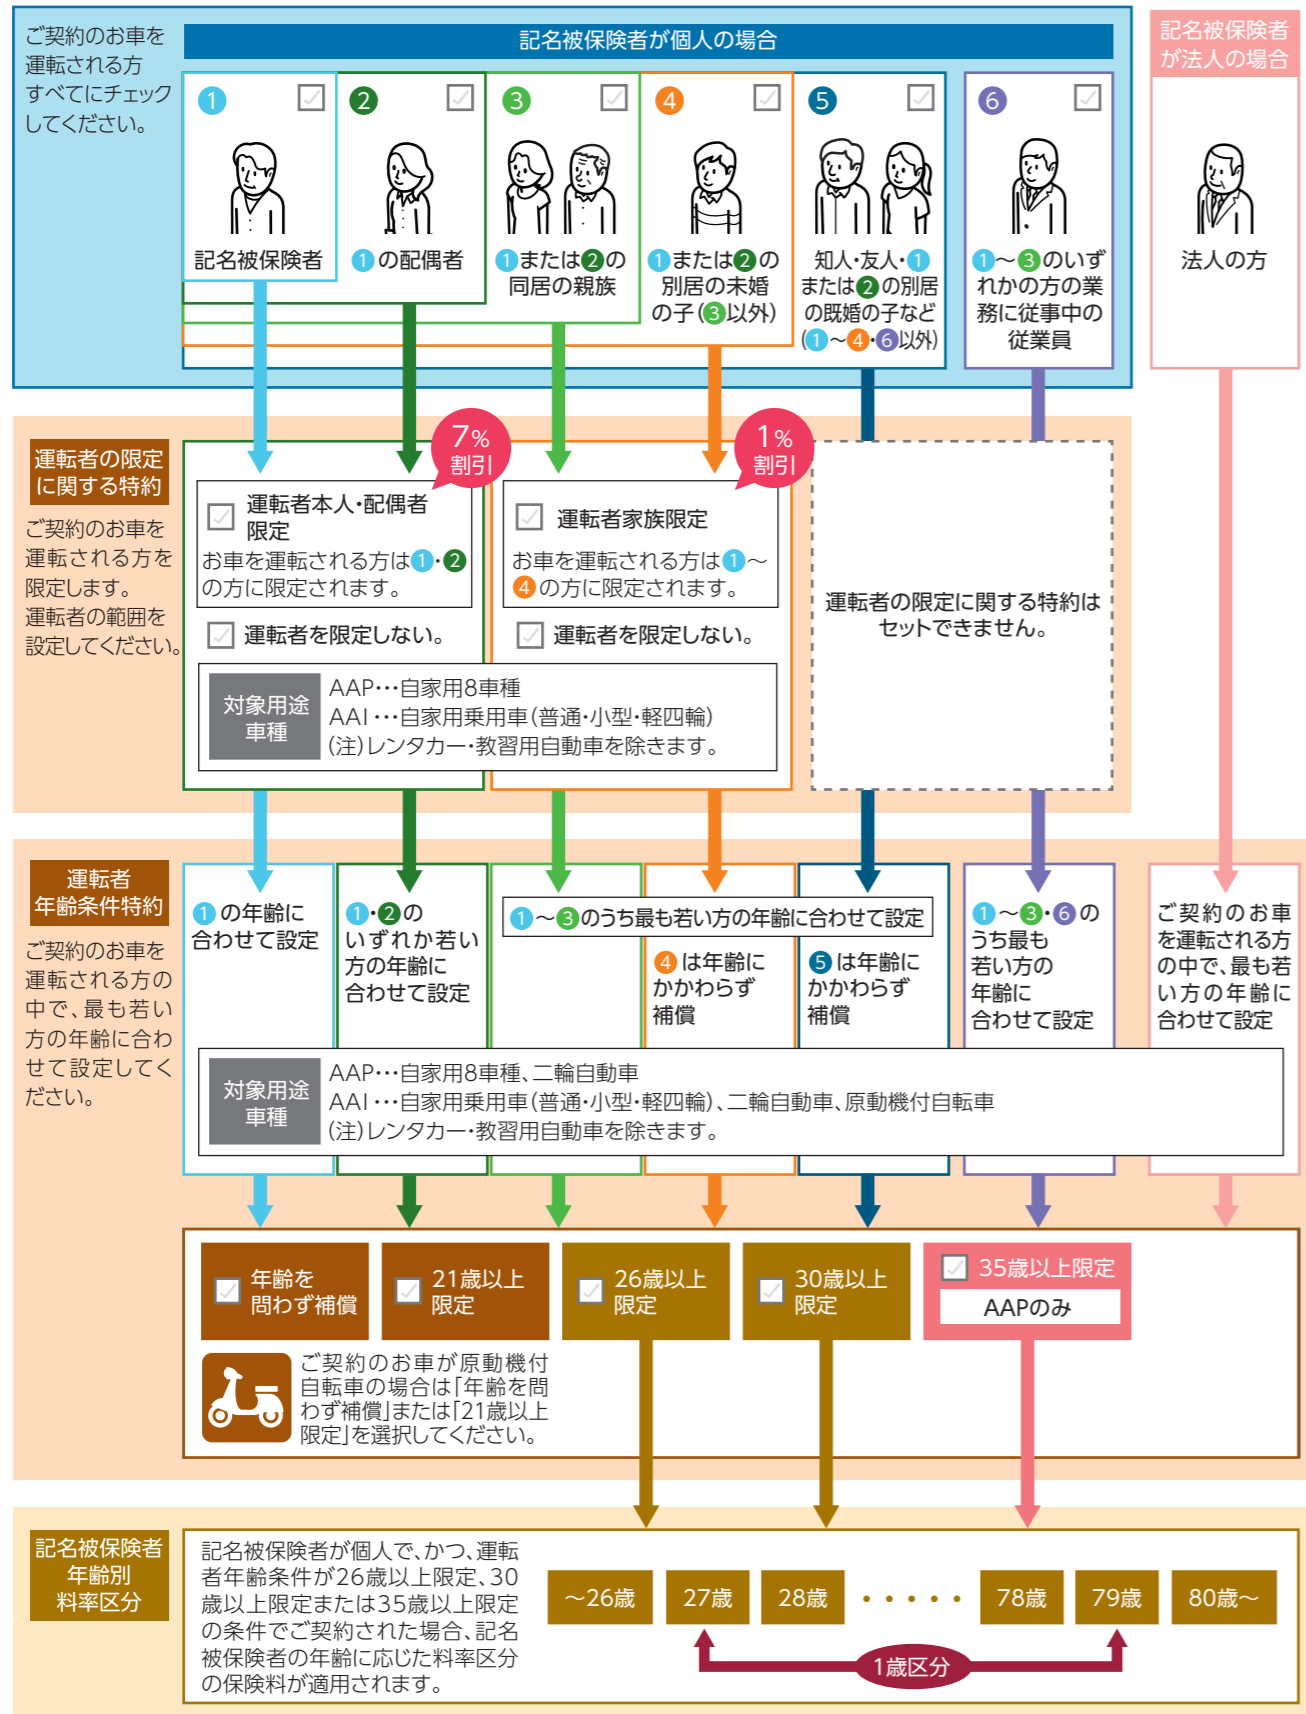 ご契約のお車を
運転される方
すべてにチェック
してください。
記名被保険者が個人の場合
記名被保険者
が法人の場合
1
記名被保険者
2
1の配偶者
3
1または2の
同居の親族
4
1または2の
別居の未婚
の子(3以外)
5
知人・友人・1
または2の別居
の既婚の子など
(1～4・6以外)
6
1～3のいず
れかの方の業
務に従事中の
従業員
法人の方
運転者の限定
に関する特約
ご契約のお車を
運転される方を
限定します。
運転者の範囲を
設定してください。
7%
割引
運転者本人・配偶者
限定
お車を運転される方は1・2
の方に限定されます。
運転者を限定しない。
1%
割引
運転者家族限定
お車を運転される方は1～
4の方に限定されます。
運転者を限定しない。
対象用途
車種
AAP･･･自家用8車種
AAI･･･自家用乗用車(普通・小型・軽四輪)
(注)レンタカー・教習用自動車を除きます。
運転者の限定に関する特約は
セットできません。
運転者
年齢条件特約
ご契約のお車を
運転される方の
中で、最も若い
方の年齢に合わ
せて設定してく
ださい。
1の年齢に
合わせて設定
1・2の
いずれか若い
方の年齢に
合わせて設定
1～3のうち最も若い方の年齢に合わせて設定
4は年齢に
かかわらず
補償
5は年齢に
かかわらず
補償
1～3・6の
うち最も
若い方の
年齢に
合わせて設定
ご契約のお車
を運転される方
の中で、最も若
い方の年齢に
合わせて設定
対象用途
車種
AAP･･･自家用8車種、二輪自動車
AAI･･･自家用乗用車(普通・小型・軽四輪)、二輪自動車、原動機付自転車
(注)レンタカー・教習用自動車を除きます。
年齢を
問わず補償
21歳以上
限定
26歳以上
限定
30歳以上
限定
35歳以上限定
AAPのみ
ご契約のお車が原動機付
自転車の場合は「年齢を問
わず補償」または「21歳以上
限定」を選択してください。
記名被保険者
年齢別
料率区分
記名被保険者が個人で、かつ、運転
者年齢条件が26歳以上限定、30
歳以上限定または35歳以上限定
の条件でご契約された場合、記名
被保険者の年齢に応じた料率区分
の保険料が適用されます。
～26歳 27歳 28歳 ・・・・・ 78歳 79歳 80歳～
1歳区分